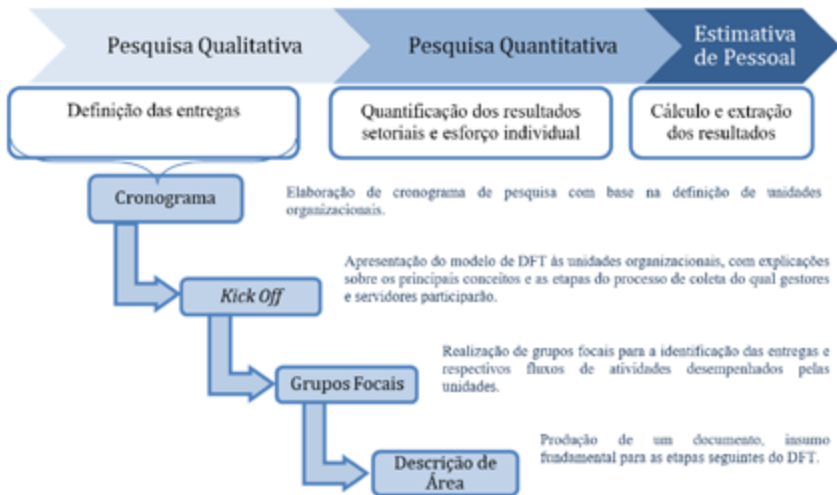 Pesquisa Qualitativa
Pesquisa Quantitativa
Estimativa
de Pessoal
Definição das entregas
Quantificação dos resultados
setoriais e esforço individual
Cálculo e extração
dos resultados
Cronograma
Elaboração de cronograma de pesquisa com base na definição de unidades
organizacionais.
Kick Off
Apresentação do modelo de DFT às unidades organizacionais, com explicações
sobre os principais conceitos e as etapas do processo de coleta do qual gestores
e servidores participarão.
Grupos Focais
Realização de grupos focais para a identificação das entregas e
respectivos fluxos de atividades desempenhados pelas
unidades.
Descrição de
Área
Produção de um documento, insumo
fundamental para as etapas seguintes do DFT.